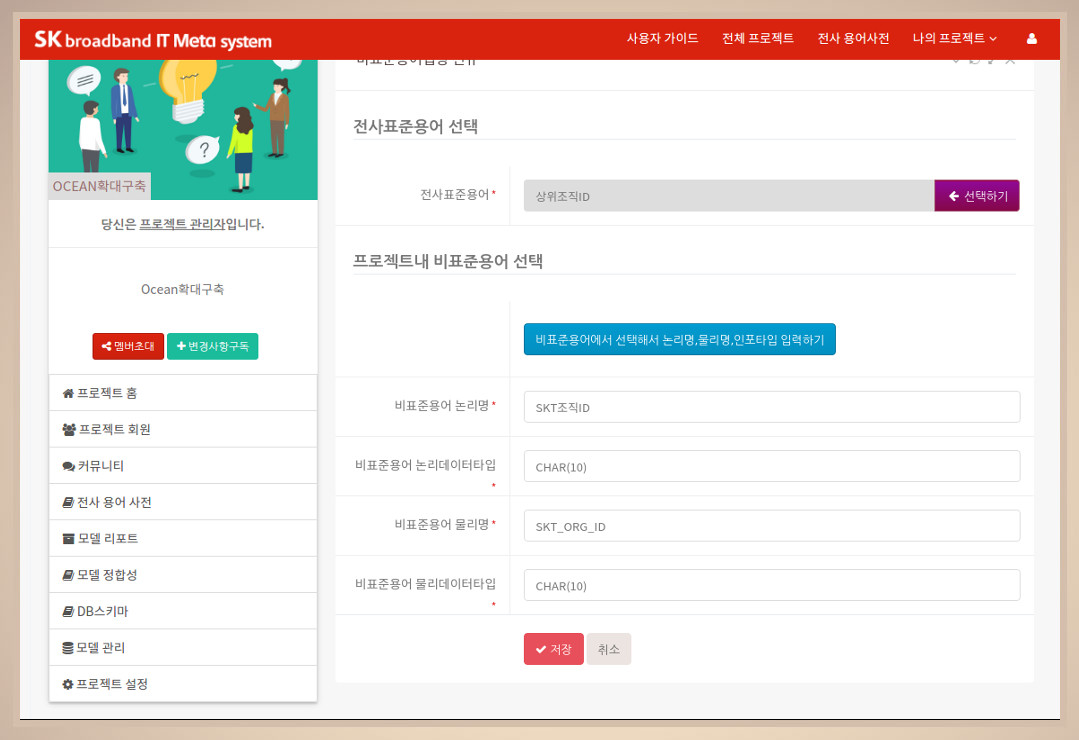 SK broadband IT Meta system
사용자 가이드
전체 프로젝트
전사 용어사전
나의 프로젝트
OCEAN확대구축
당신은 프로젝트 관리자입니다.
Ocean확대구축
멤버초대
변경사항구독
프로젝트 홈
프로젝트 회원
커뮤니티
전사 용어 사전
모델 리포트
모델 정합성
DB스키마
모델 관리
프로젝트 설정
전사표준용어 선택
전사표준용어*
상위조직ID
선택하기
프로젝트내 비표준용어 선택
비표준용어에서 선택해서 논리명,물리명,인포타입 입력하기
비표준용어 논리명*
SKT조직ID
비표준용어 논리데이터타입
*
CHAR(10)
비표준용어 물리명*
SKT_ORG_ID
비표준용어 물리데이터타입
*
CHAR(10)
저장
취소